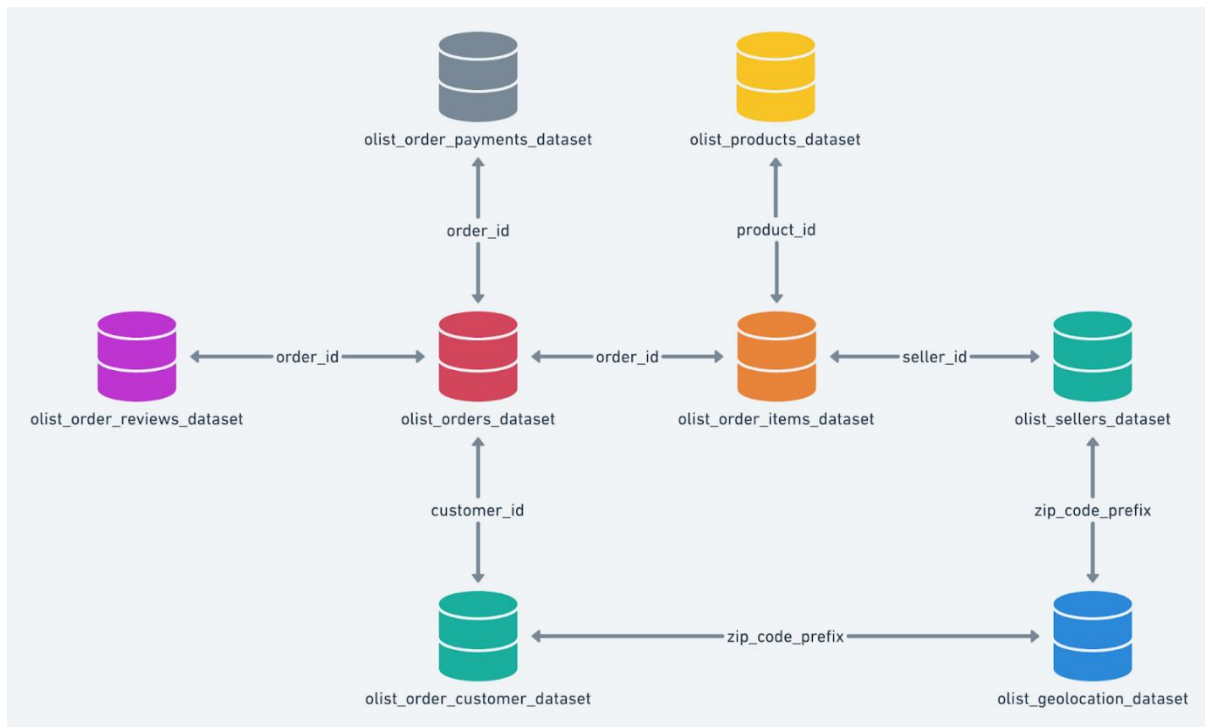 olist_order_payments_dataset
olist_products_dataset
order_id
product_id
order_id
order_id
seller_id
olist_order_reviews_dataset
olist_orders_dataset
olist_order_items_dataset
olist_sellers_dataset
customer_id
zip_code_prefix
zip_code_prefix
olist_order_customer_dataset
olist_geolocation_dataset